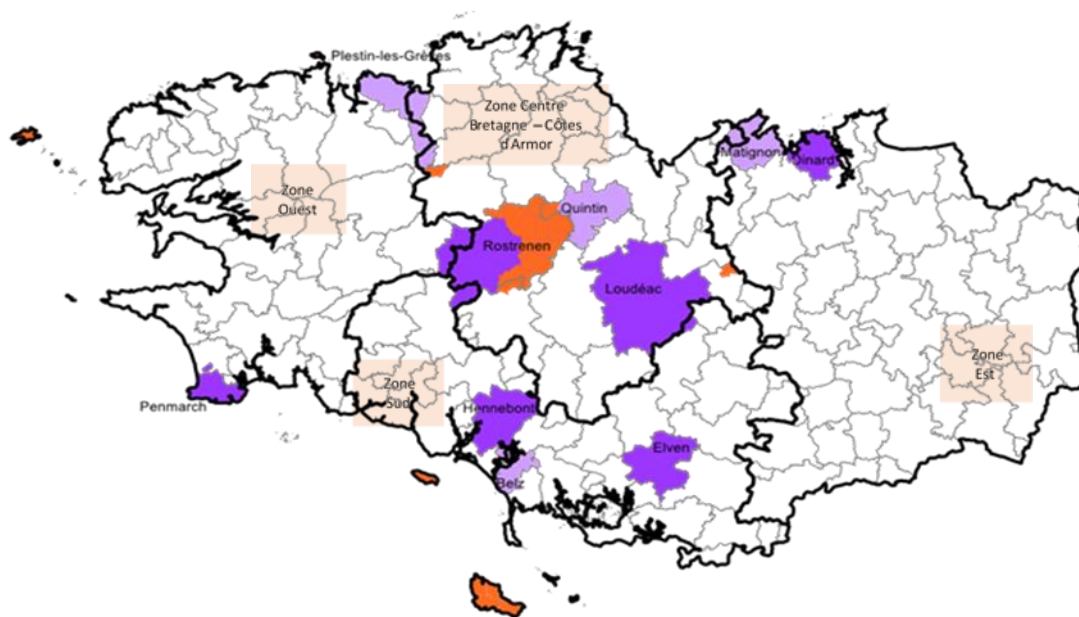 Plestin-les-Grèves
Zone Centre
Bretagne – Côtes
d'Armor
Matignon
Dinard
Zone
Ouest
Quintin
Rostrenen
Loudéac
Zone
Est
Zone
Sud
Penmarch
Hennebont
Elven
Belz